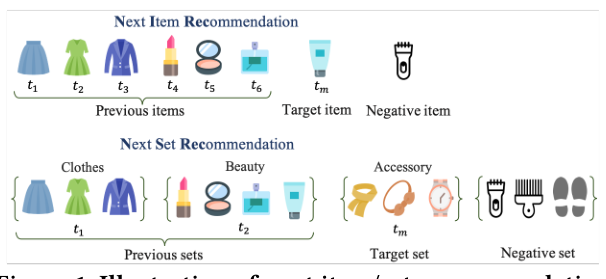 Next Item Recommendation
t1 t2 t3 t4 t5 t6 tm
Previous items Target item Negative item
Next Set Recommendation
Clothes Beauty Accessory
t1 t2 tm
Previous sets Target set Negative set